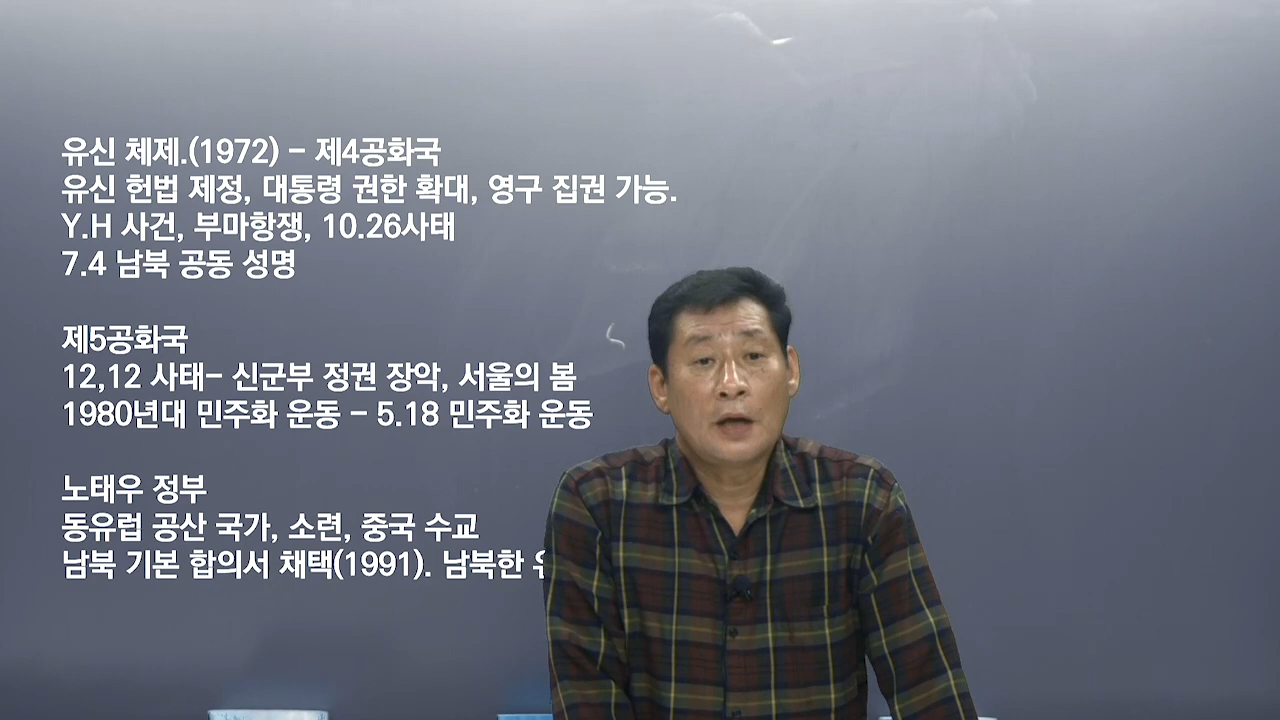 유신 체제.(1972) - 제4공화국
유신 헌법 제정, 대통령 권한 확대, 영구 집권 가능.
Y.H 사건, 부마항쟁, 10.26사태
7.4 남북 공동 성명
제5공화국
12,12 사태- 신군부 정권 장악, 서울의 봄
1980년대 민주화 운동 - 5.18 민주화 운동
노태우 정부
동유럽 공산 국가, 소련, 중국 수교
남북 기본 합의서 채택(1991). 남북한